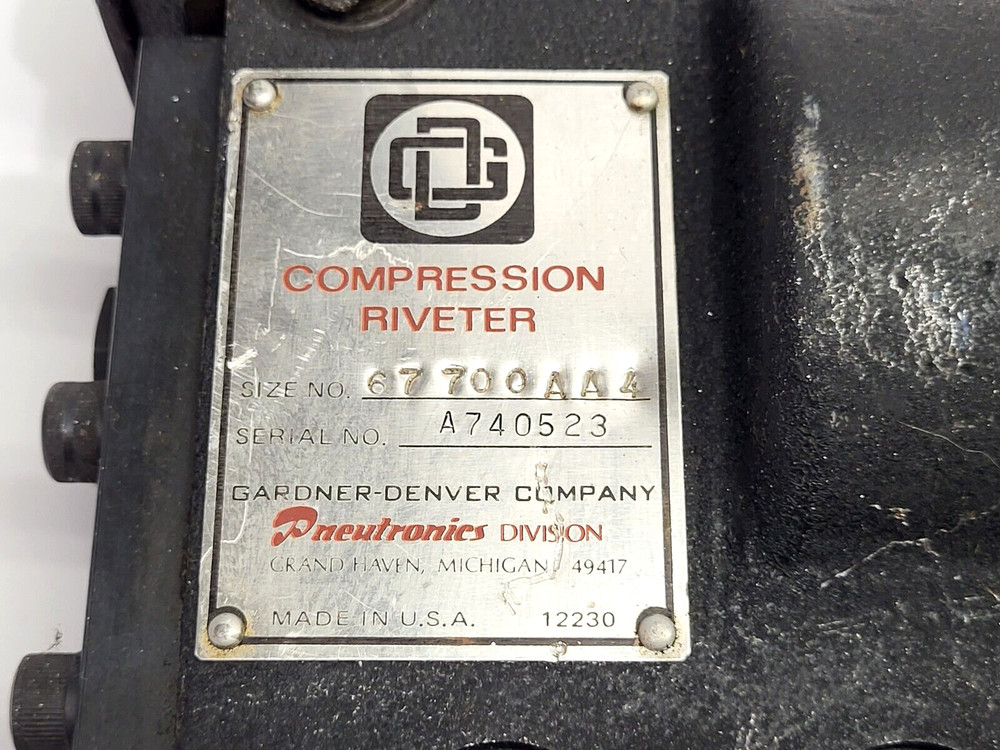 COMPRESSION
RIVETER
SIZE NO. 67700AA4
SERIAL NO. A740523
GARDNER-DENVER COMPANY
Pneutronics DIVISION
GRAND HAVEN, MICHIGAN 49417
MADE IN U.S.A. 12230